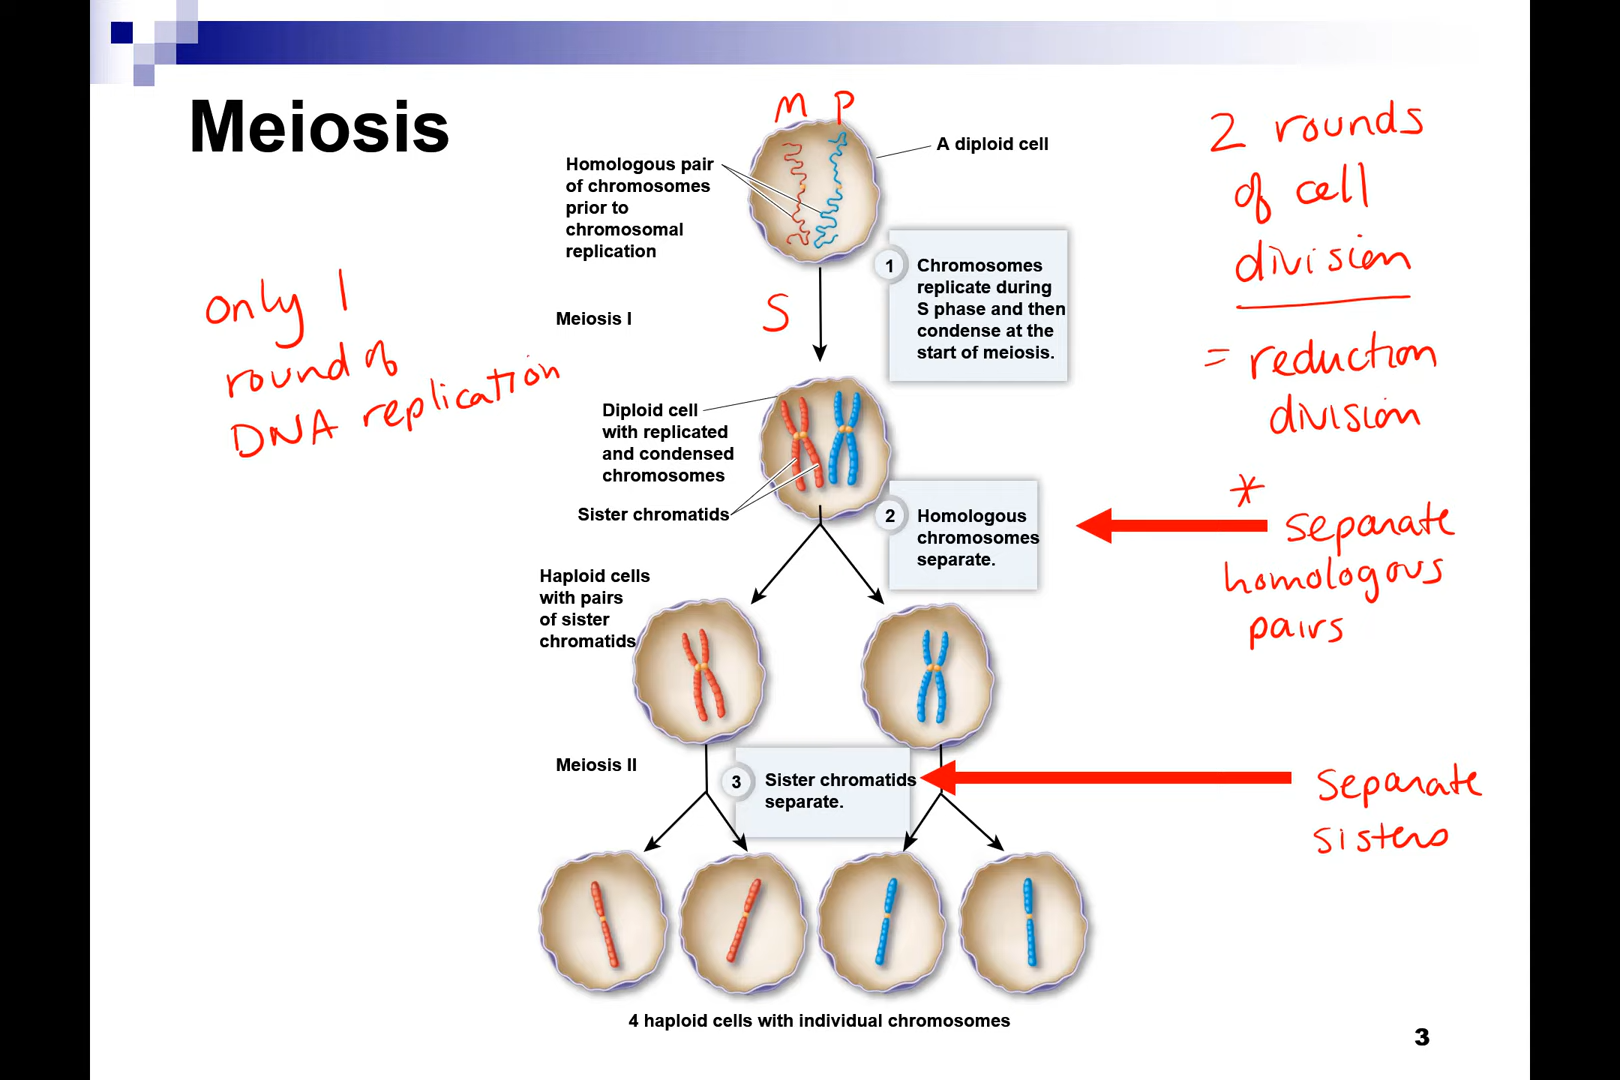 Meiosis
M P
A diploid cell
Homologous pair
of chromosomes
prior to
chromosomal
replication
2 rounds
of cell
division
= reduction
division
1
Chromosomes
replicate during
S phase and then
condense at the
start of meiosis.
only 1
round of
DNA replication
Meiosis I
S
Diploid cell
with replicated
and condensed
chromosomes
Sister chromatids
2
Homologous
chromosomes
separate.
* separate
homologous
pairs
Haploid cells
with pairs
of sister
chromatids
Meiosis II
3
Sister chromatids
separate.
separate
sisters
4 haploid cells with individual chromosomes
3